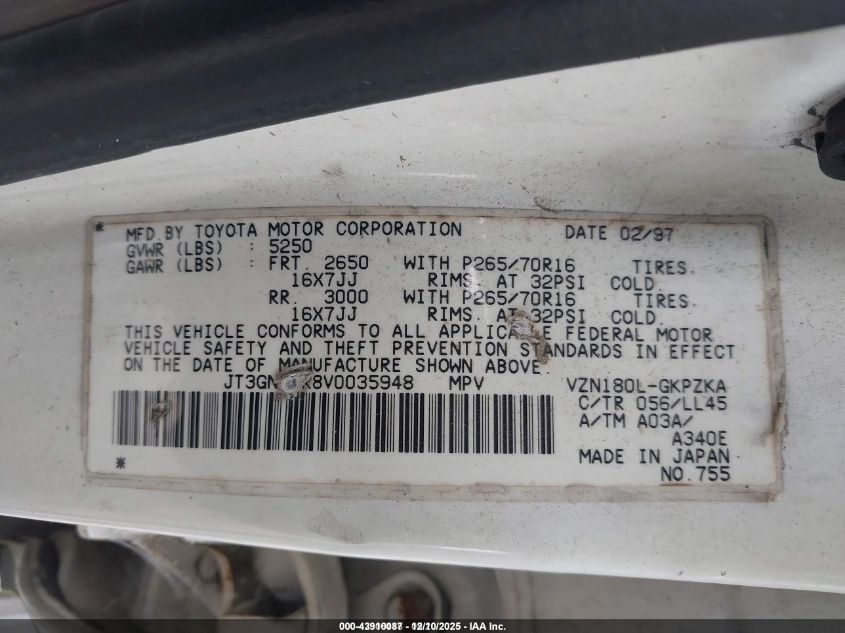 * MFD.BY TOYOTA MOTOR CORPORATION DATE 02/97
GVWR (LBS) : 5250
GAWR (LBS) : FRT. 2650 WITH P265/70R16 TIRES.
16X7JJ RIMS. AT 32PSI COLD.
RR. 3000 WITH P265/70R16 TIRES.
16X7JJ RIMS. AT 32PSI COLD.
THIS VEHICLE CONFORMS TO ALL FEDERAL MOTOR
VEHICLE SAFETY AND THEFT PREVENTION STANDARDS IN EFFECT
ON THE DATE OF MANUFACTURE SHOWN ABOVE.
MPV VZN180L-GKPZKA
C/TR 056/LL45
A/TM A03A/
A340E
* MADE IN JAPAN
NO.755
12/10/2025 - IAA Inc.